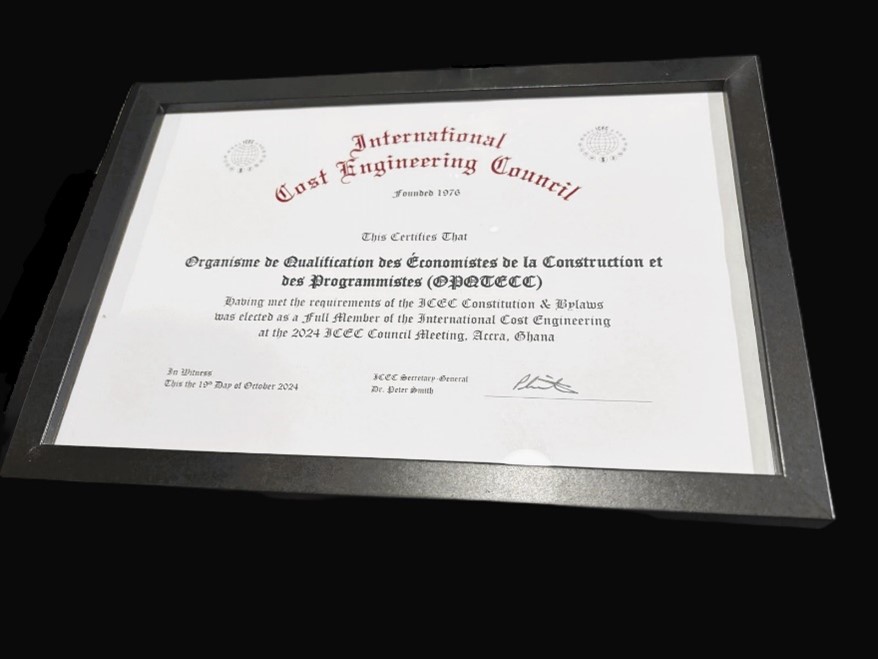 International
Cost Engineering Council
Founded 1976
This Certifies That
Organisme de Qualification des Économistes de la Construction et
des Programmistes (OPQTECC)
Having met the requirements of the ICEC Constitution & Bylaws
was elected as a Full Member of the International Cost Engineering
at the 2024 ICEC Council Meeting, Accra, Ghana
In Witness
This the 19th Day of October 2024
ICEC Secretary-General
Dr. Peter Smith